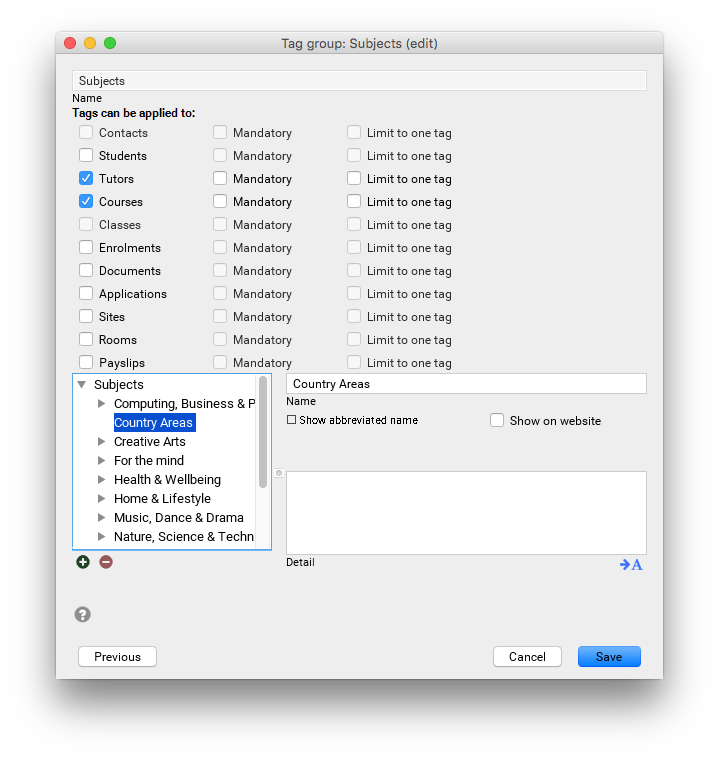 Tag group: Subjects (edit)
Subjects
Name
Tags can be applied to:
Contacts Mandatory Limit to one tag
Students Mandatory Limit to one tag
Tutors Mandatory Limit to one tag
Courses Mandatory Limit to one tag
Classes Mandatory Limit to one tag
Enrolments Mandatory Limit to one tag
Documents Mandatory Limit to one tag
Applications Mandatory Limit to one tag
Sites Mandatory Limit to one tag
Rooms Mandatory Limit to one tag
Payslips Mandatory Limit to one tag
Subjects
Computing, Business & P
Country Areas
Creative Arts
For the mind
Health & Wellbeing
Home & Lifestyle
Music, Dance & Drama
Nature, Science & Techn
Country Areas
Name
Show abbreviated name Show on website
Detail
A
?
Previous Cancel Save